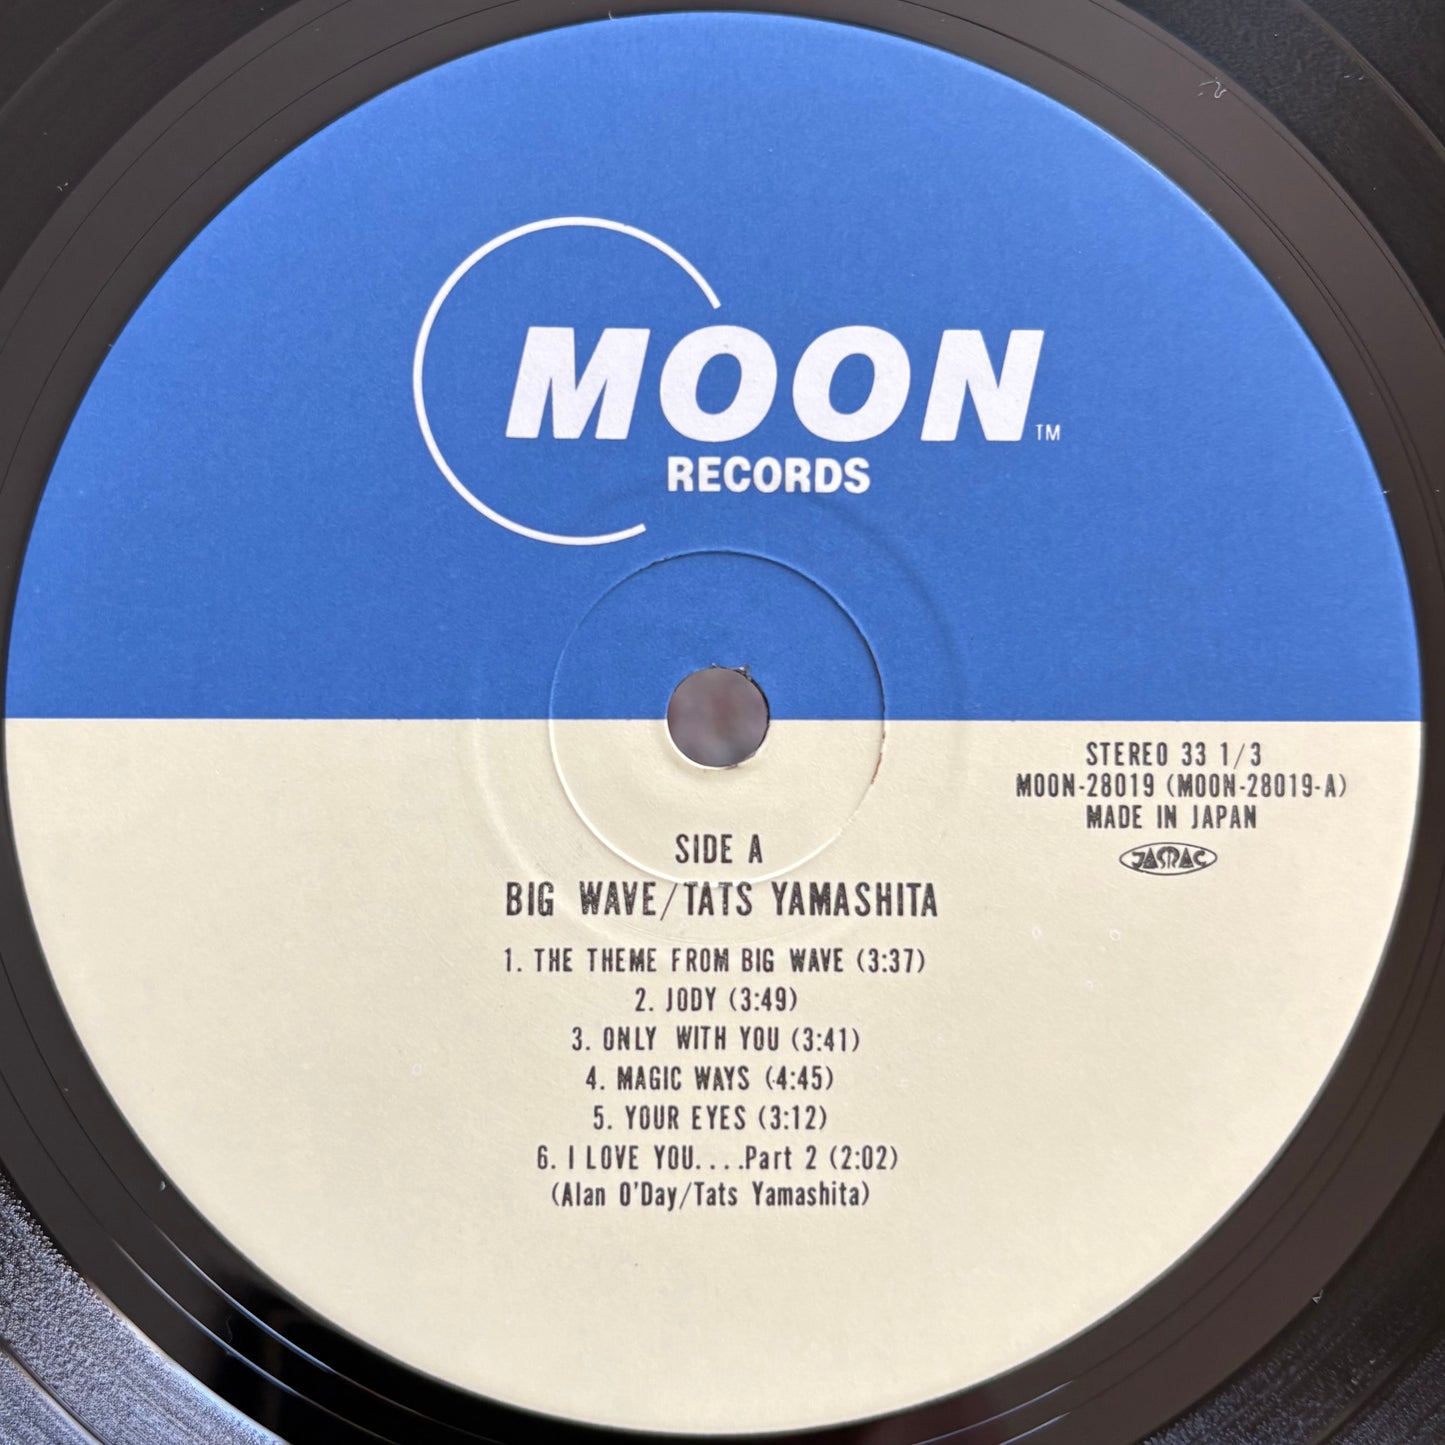 MOON™
RECORDS
STEREO 33 1/3
MOON-28019 (MOON-28019-A)
MADE IN JAPAN
JASRAC
SIDE A
BIG WAVE/TATS YAMASHITA
1. THE THEME FROM BIG WAVE (3:37)
2. JODY (3:49)
3. ONLY WITH YOU (3:41)
4. MAGIC WAYS (4:45)
5. YOUR EYES (3:12)
6. I LOVE YOU....Part 2 (2:02)
(Alan O'Day/Tats Yamashita)